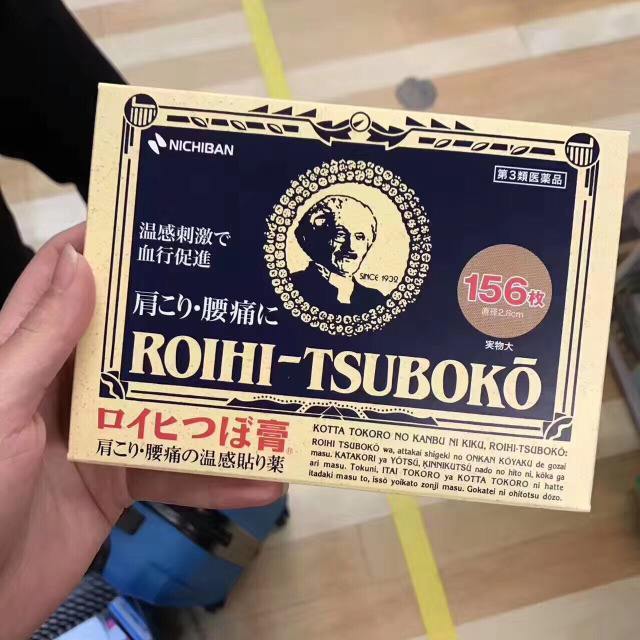 NICHIBAN
第3類医薬品
温感刺激で
血行促進
SINCE 1939
156枚
直径2.8cm
実物大
肩こり・腰痛に
ROIHI-TSUBOKŌ
ロイヒつぼ膏®
肩こり・腰痛の温感貼り薬
KOTTA TOKORO NO KANBU NI KIKU, ROIHI-TSUBOKŌ:
ROIHI TSUBOKŌ wa, attakai shigeki no ONKAN KŌYAKU de gozai
masu. KATAKORI ya YŌTSŪ, KINNIKUTSŪ nado no hito ni, kōka ga
ari masu. Tokuni, ITAI TOKORO ya KOTTA TOKORO ni hatte
itadaki masu to, issō yoikato zonji masu. Gokatei ni ohitotsu dōzo.